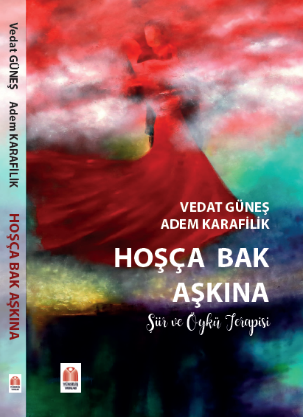 Vedat GÜNEŞ Adem KARAFİLİK
HOŞÇA BAK AŞKINA
VEDAT GÜNEŞ
ADEM KARAFİLİK
HOŞÇA BAK
AŞKINA
Şiir ve Öykü Terapisi